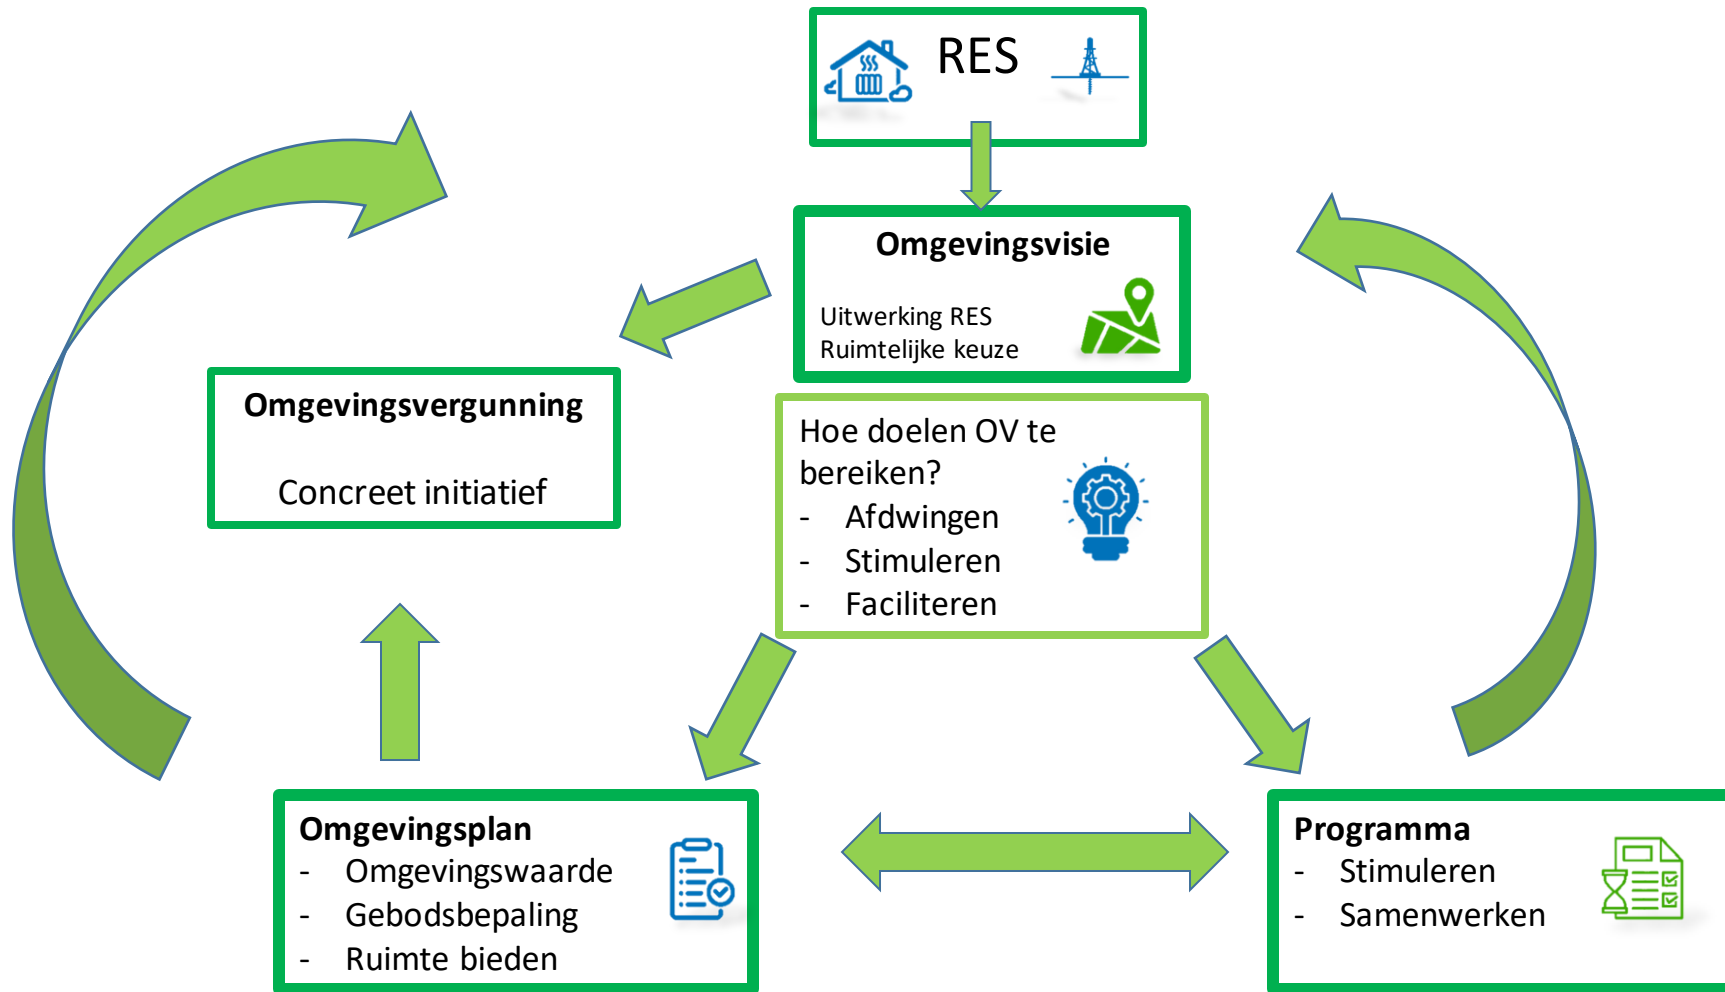 RES
Omgevingsvisie
Uitwerking RES
Ruimtelijke keuze
Omgevingsvergunning
Concreet initiatief
Hoe doelen OV te
bereiken?
- Afdwingen
- Stimuleren
- Faciliteren
Omgevingsplan
- Omgevingswaarde
- Gebodsbepaling
- Ruimte bieden
Programma
- Stimuleren
- Samenwerken